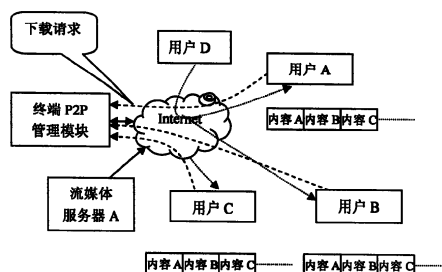 下载请求
用户 D
用户 A
终端 P2P
管理模块
Internet
内容 A 内容 B 内容 C
流媒体
服务器 A
用户 C
用户 B
内容 A 内容 B 内容 C
内容 A 内容 B 内容 C